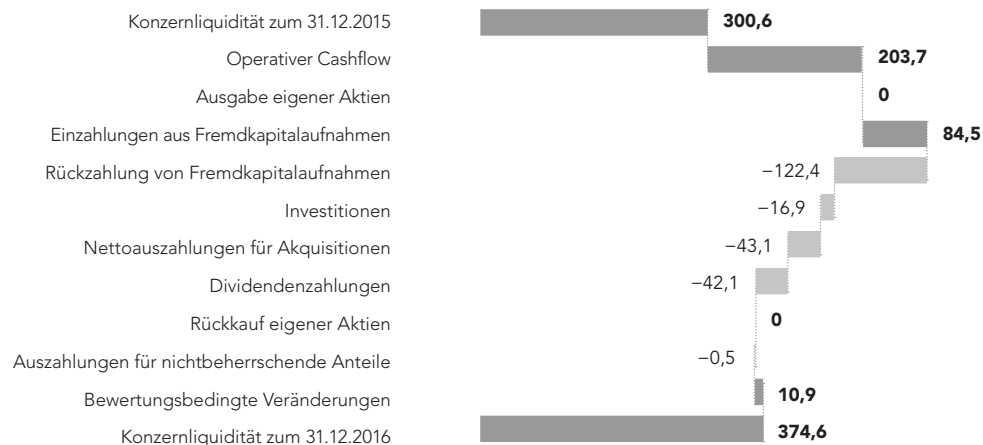 Konzernliquidität zum 31.12.2015 300,6
Operativer Cashflow 203,7
Ausgabe eigener Aktien 0
Einzahlungen aus Fremdkapitalaufnahmen 84,5
Rückzahlung von Fremdkapitalaufnahmen −122,4
Investitionen −16,9
Nettoauszahlungen für Akquisitionen −43,1
Dividendenzahlungen −42,1
Rückkauf eigener Aktien 0
Auszahlungen für nichtbeherrschende Anteile −0,5
Bewertungsbedingte Veränderungen 10,9
Konzernliquidität zum 31.12.2016 374,6